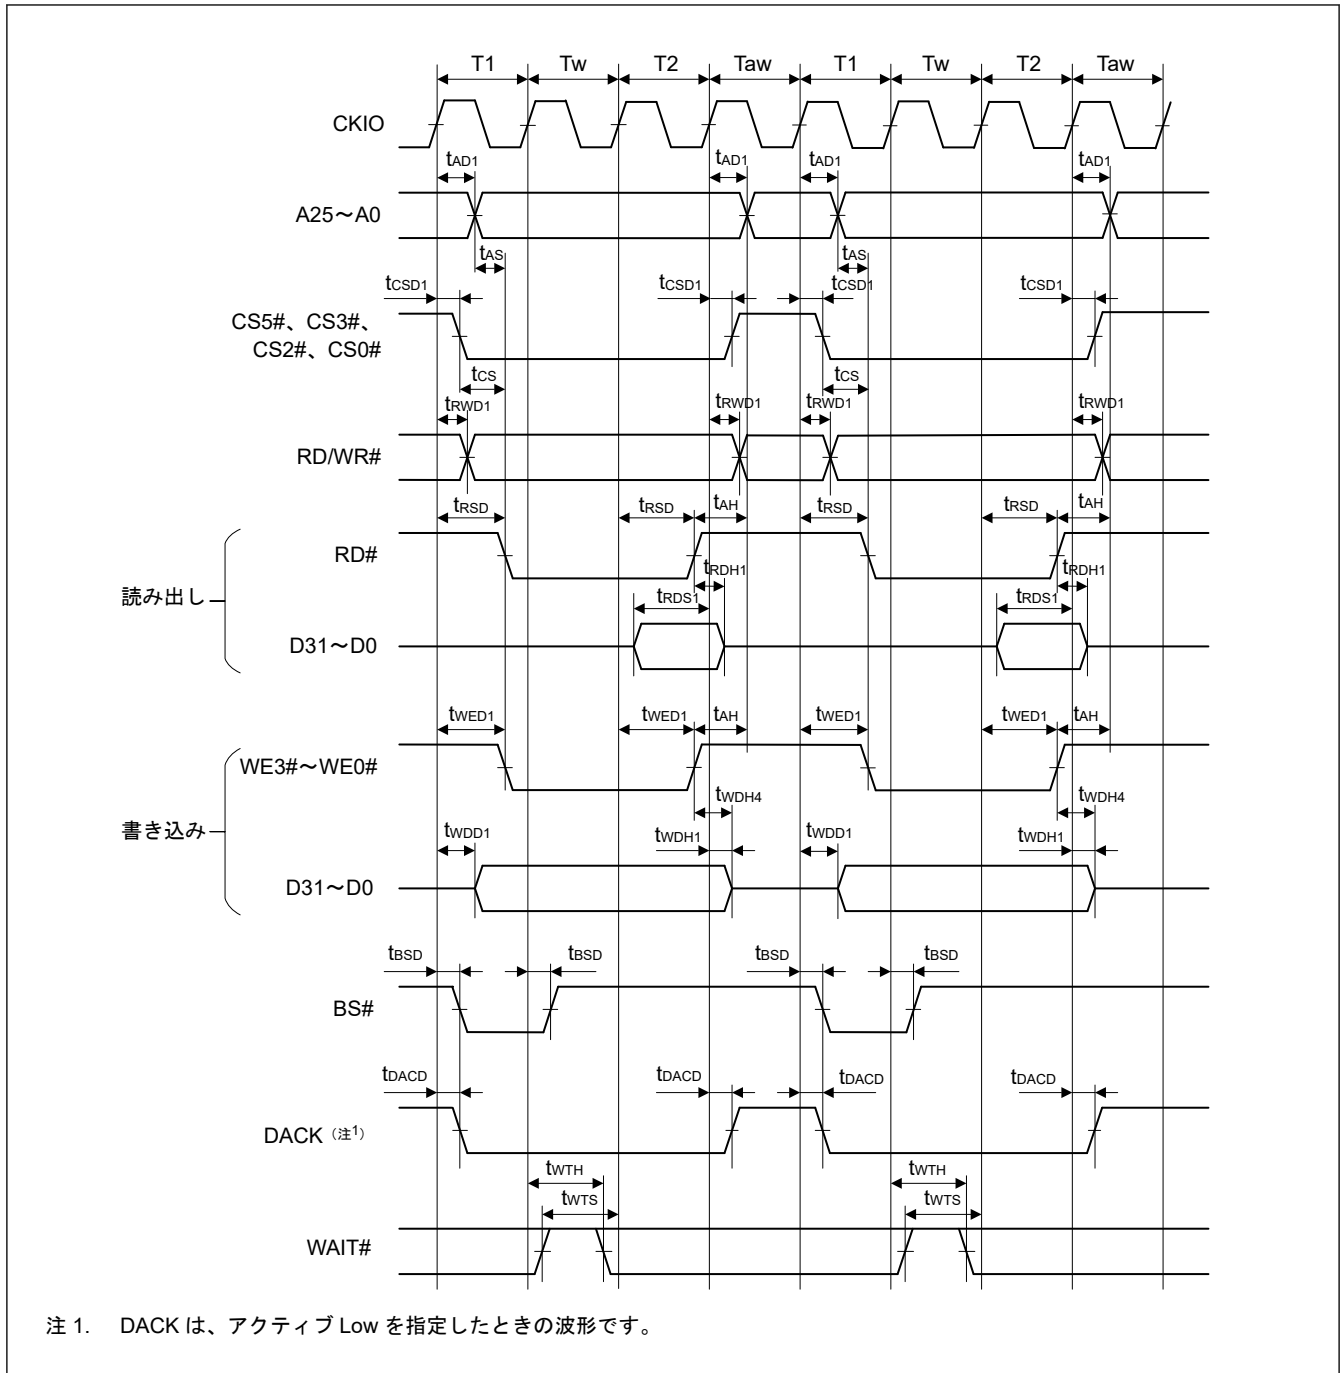 T1 Tw T2 Taw T1 Tw T2 Taw
CKIO
tAD1 tAD1 tAD1 tAD1
A25～A0
tAS tAS
tCSD1 tCSD1 tCSD1 tCSD1
CS5#、CS3#、
CS2#、CS0#
tCS tCS
tRWD1 tRWD1 tRWD1 tRWD1
RD/WR#
tRSD tRSD tAH tRSD tRSD tAH
RD#
tRDH1 tRDH1
読み出し
tRDS1 tRDS1
D31～D0
tWED1 tWED1 tAH tWED1 tWED1 tAH
WE3#～WE0#
tWDH4 tWDH4
書き込み
tWDD1 tWDH1 tWDD1 tWDH1
D31～D0
tBSD tBSD tBSD tBSD
BS#
tDACD tDACD tDACD tDACD
DACK（注1）
tWTH tWTH
tWTS tWTS
WAIT#
注 1. DACK は、アクティブ Low を指定したときの波形です。